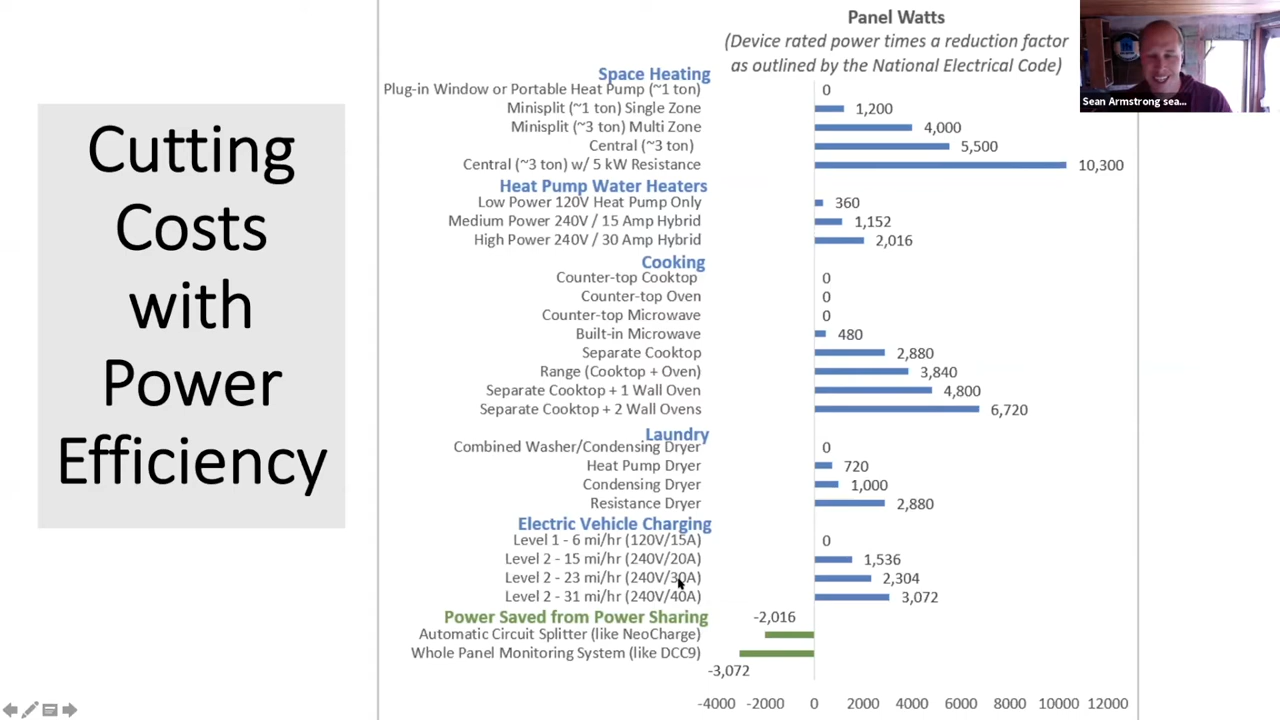 Cutting
Costs
with
Power
Efficiency
Panel Watts
(Device rated power times a reduction factor
as outlined by the National Electrical Code)
Space Heating
Plug-in Window or Portable Heat Pump (~1 ton) 0
Minisplit (~1 ton) Single Zone 1,200
Minisplit (~3 ton) Multi Zone 4,000
Central (~3 ton) 5,500
Central (~3 ton) w/ 5 kW Resistance 10,300
Heat Pump Water Heaters
Low Power 120V Heat Pump Only 360
Medium Power 240V / 15 Amp Hybrid 1,152
High Power 240V / 30 Amp Hybrid 2,016
Cooking
Counter-top Cooktop 0
Counter-top Oven 0
Counter-top Microwave 0
Built-in Microwave 480
Separate Cooktop 2,880
Range (Cooktop + Oven) 3,840
Separate Cooktop + 1 Wall Oven 4,800
Separate Cooktop + 2 Wall Ovens 6,720
Laundry
Combined Washer/Condensing Dryer 0
Heat Pump Dryer 720
Condensing Dryer 1,000
Resistance Dryer 2,880
Electric Vehicle Charging
Level 1 - 6 mi/hr (120V/15A) 0
Level 2 - 15 mi/hr (240V/20A) 1,536
Level 2 - 23 mi/hr (240V/30A) 2,304
Level 2 - 31 mi/hr (240V/40A) 3,072
Power Saved from Power Sharing -2,016
Automatic Circuit Splitter (like NeoCharge)
Whole Panel Monitoring System (like DCC9)
-3,072
-4000 -2000 0 2000 4000 6000 8000 10000 12000
Sean Armstrong sea...